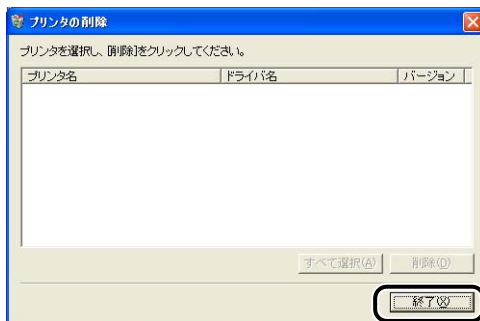 プリンタの削除
プリンタを選択し、[削除]をクリックしてください。
プリンタ名 ドライバ名 バージョン
すべて選択(A) 削除(D)
終了(X)